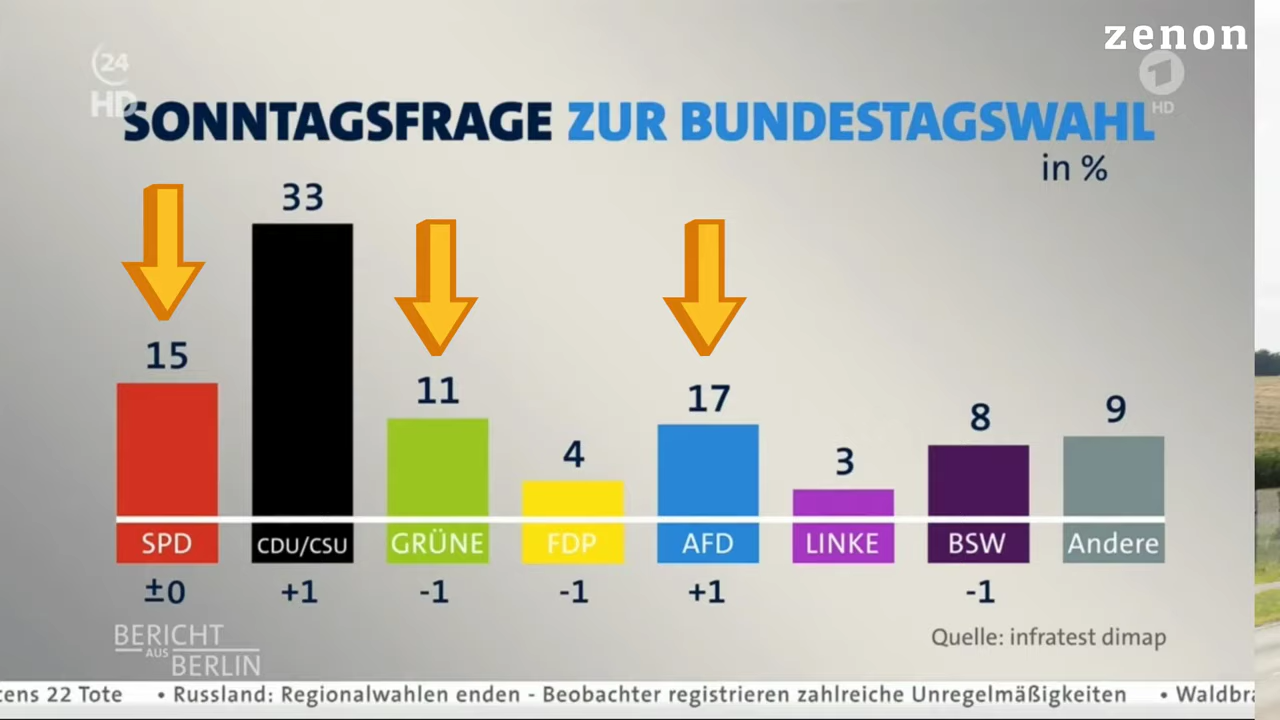 zenon
24
HD
1
HD
SONNTAGSFRAGE ZUR BUNDESTAGSWAHL
in %
15
33
11
4
17
3
8
9
SPD
CDU/CSU
GRÜNE
FDP
AFD
LINKE
BSW
Andere
±0
+1
-1
-1
+1
-1
BERICHT
AUS
BERLIN
Quelle: infratest dimap
tens 22 Tote • Russland: Regionalwahlen enden - Beobachter registrieren zahlreiche Unregelmäßigkeiten • Waldbr